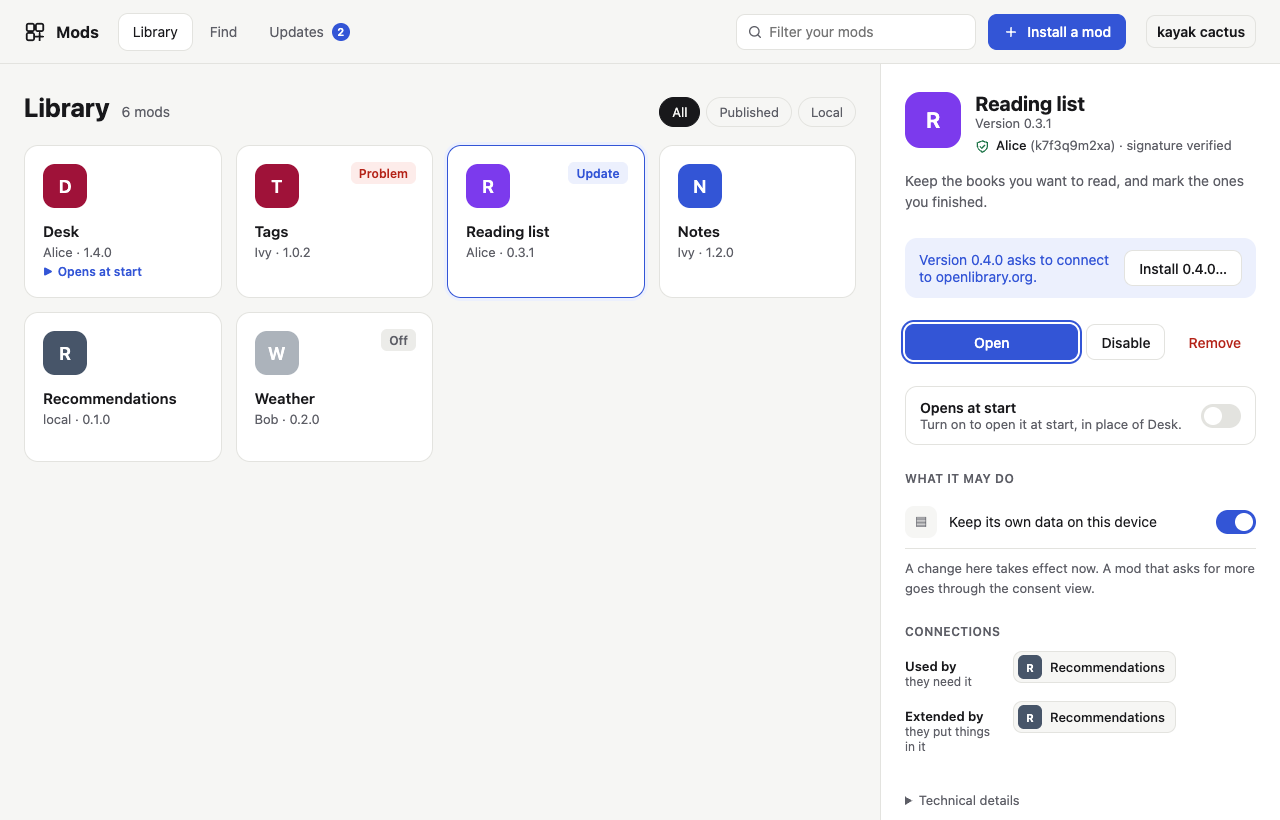 Mods
Library
Find
Updates 2
Filter your mods
Install a mod
kayak cactus
Library 6 mods
All
Published
Local
D
Desk
Alice · 1.4.0
Opens at start
T
Problem
Tags
Ivy · 1.0.2
R
Update
Reading list
Alice · 0.3.1
N
Notes
Ivy · 1.2.0
R
Recommendations
local · 0.1.0
W
Off
Weather
Bob · 0.2.0
R
Reading list
Version 0.3.1
Alice (k7f3q9m2xa) · signature verified
Keep the books you want to read, and mark the ones
you finished.
Version 0.4.0 asks to connect
to openlibrary.org.
Install 0.4.0...
Open
Disable
Remove
Opens at start
Turn on to open it at start, in place of Desk.
WHAT IT MAY DO
Keep its own data on this device
A change here takes effect now. A mod that asks for more
goes through the consent view.
CONNECTIONS
Used by
they need it
R Recommendations
Extended by
they put things
in it
R Recommendations
Technical details